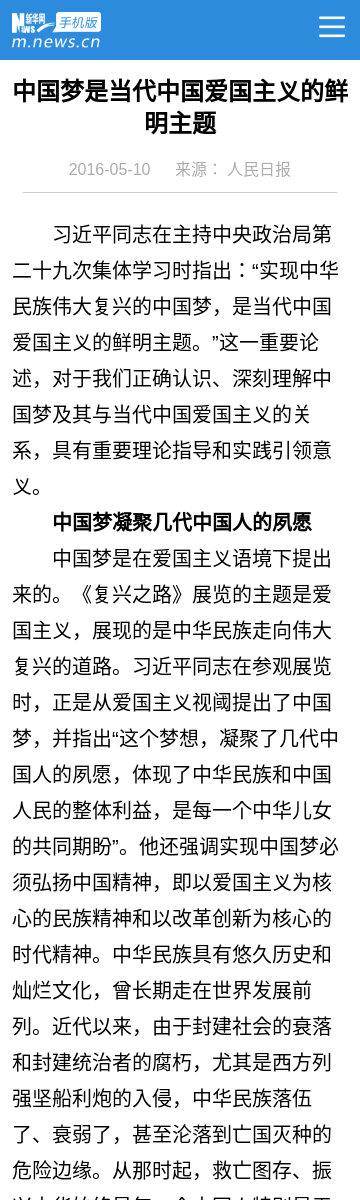 新华网
News
手机版
m.news.cn
中国梦是当代中国爱国主义的鲜
明主题
2016-05-10 来源： 人民日报
习近平同志在主持中央政治局第
二十九次集体学习时指出：“实现中华
民族伟大复兴的中国梦，是当代中国
爱国主义的鲜明主题。”这一重要论
述，对于我们正确认识、深刻理解中
国梦及其与当代中国爱国主义的关
系，具有重要理论指导和实践引领意
义。
中国梦凝聚几代中国人的夙愿
中国梦是在爱国主义语境下提出
来的。《复兴之路》展览的主题是爱
国主义，展现的是中华民族走向伟大
复兴的道路。习近平同志在参观展览
时，正是从爱国主义视阈提出了中国
梦，并指出“这个梦想，凝聚了几代中
国人的夙愿，体现了中华民族和中国
人民的整体利益，是每一个中华儿女
的共同期盼”。他还强调实现中国梦必
须弘扬中国精神，即以爱国主义为核
心的民族精神和以改革创新为核心的
时代精神。中华民族具有悠久历史和
灿烂文化，曾长期走在世界发展前
列。近代以来，由于封建社会的衰落
和封建统治者的腐朽，尤其是西方列
强坚船利炮的入侵，中华民族落伍
了、衰弱了，甚至沦落到亡国灭种的
危险边缘。从那时起，救亡图存、振